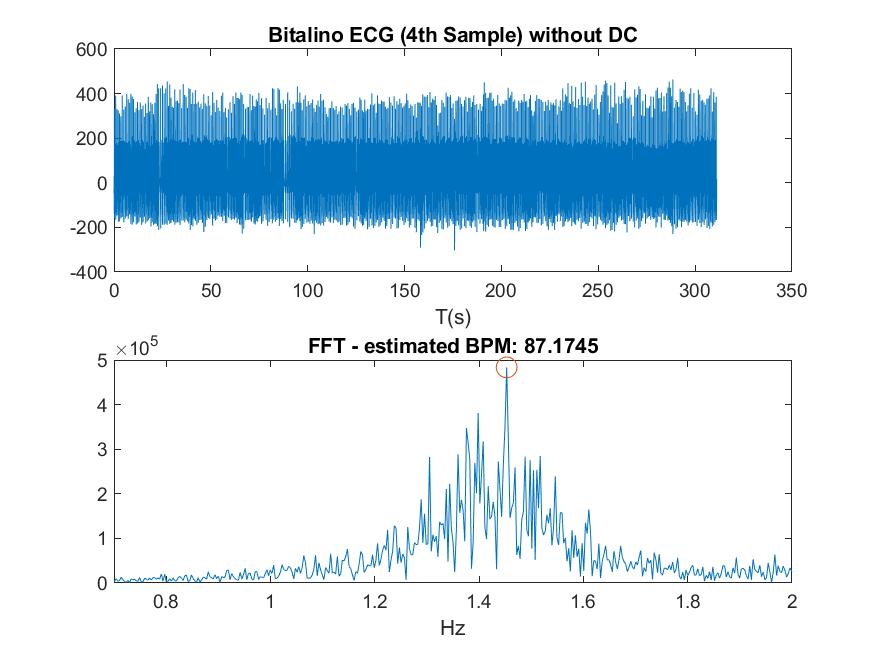 Bitalino ECG (4th Sample) without DC
600
400
200
0
-200
-400
0 50 100 150 200 250 300 350
T(s)
×10^5
FFT - estimated BPM: 87.1745
5
4
3
2
1
0
0.8 1 1.2 1.4 1.6 1.8 2
Hz